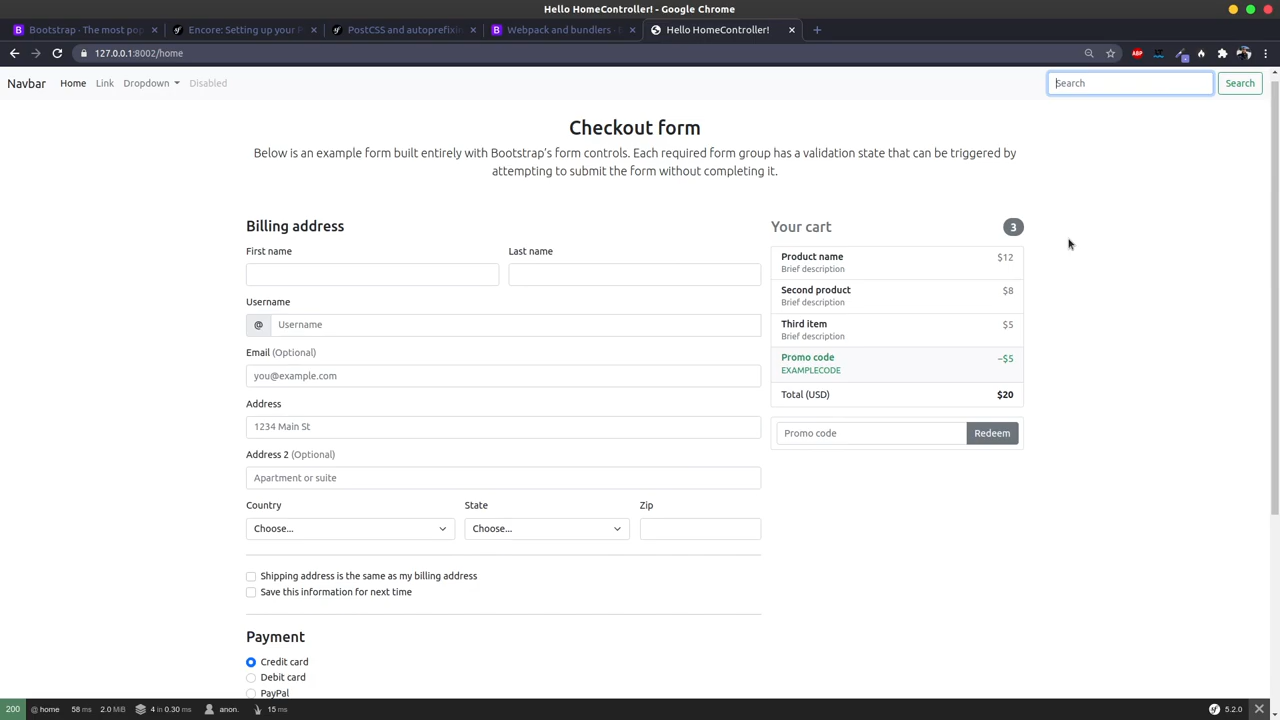 Hello HomeController! - Google Chrome
Bootstrap · The most pop
Encore: Setting up your P
PostCSS and autoprefixin
Webpack and bundlers · B
Hello HomeController!
127.0.0.1:8002/home
ABP
Navbar Home Link Dropdown Disabled Search Search
Checkout form
Below is an example form built entirely with Bootstrap's form controls. Each required form group has a validation state that can be triggered by
attempting to submit the form without completing it.
Billing address
First name Last name
Username
@ Username
Email (Optional)
you@example.com
Address
1234 Main St
Address 2 (Optional)
Apartment or suite
Country State Zip
Choose... Choose...
Shipping address is the same as my billing address
Save this information for next time
Payment
Credit card
Debit card
PayPal
Your cart 3
Product name $12
Brief description
Second product $8
Brief description
Third item $5
Brief description
Promo code −$5
EXAMPLECODE
Total (USD) $20
Promo code Redeem
200 @ home 58 ms 2.0 MiB 4 in 0.30 ms anon. 15 ms 5.2.0